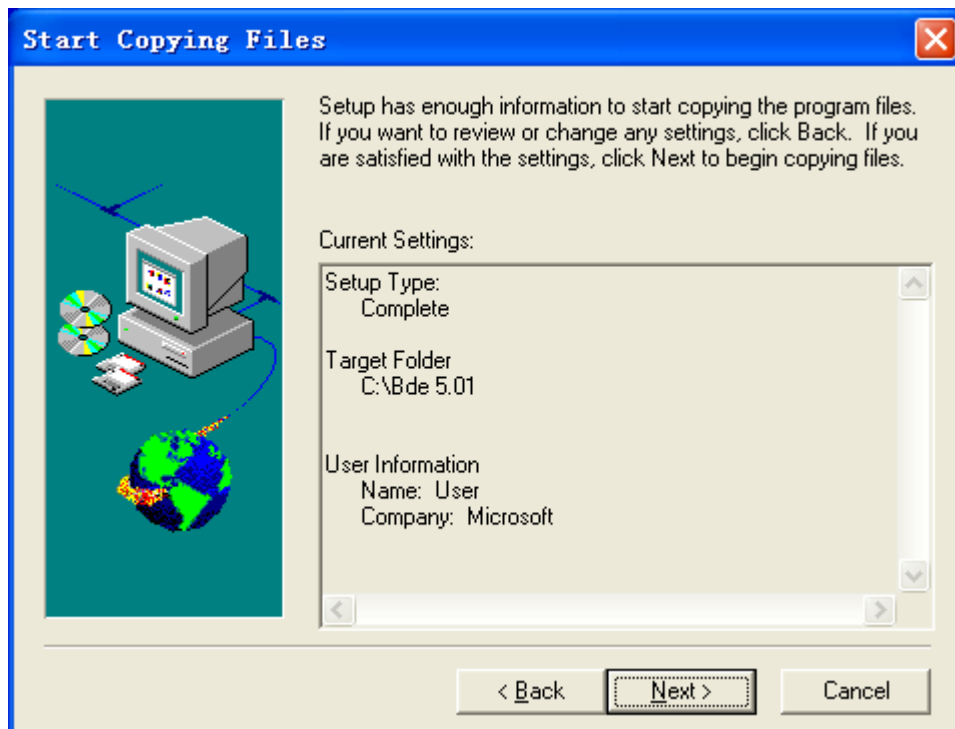 Start Copying Files
Setup has enough information to start copying the program files.
If you want to review or change any settings, click Back.  If you
are satisfied with the settings, click Next to begin copying files.
Current Settings:
Setup Type:
Complete
Target Folder
C:\Bde 5.01
User Information
Name:  User
Company:  Microsoft
< Back
Next >
Cancel